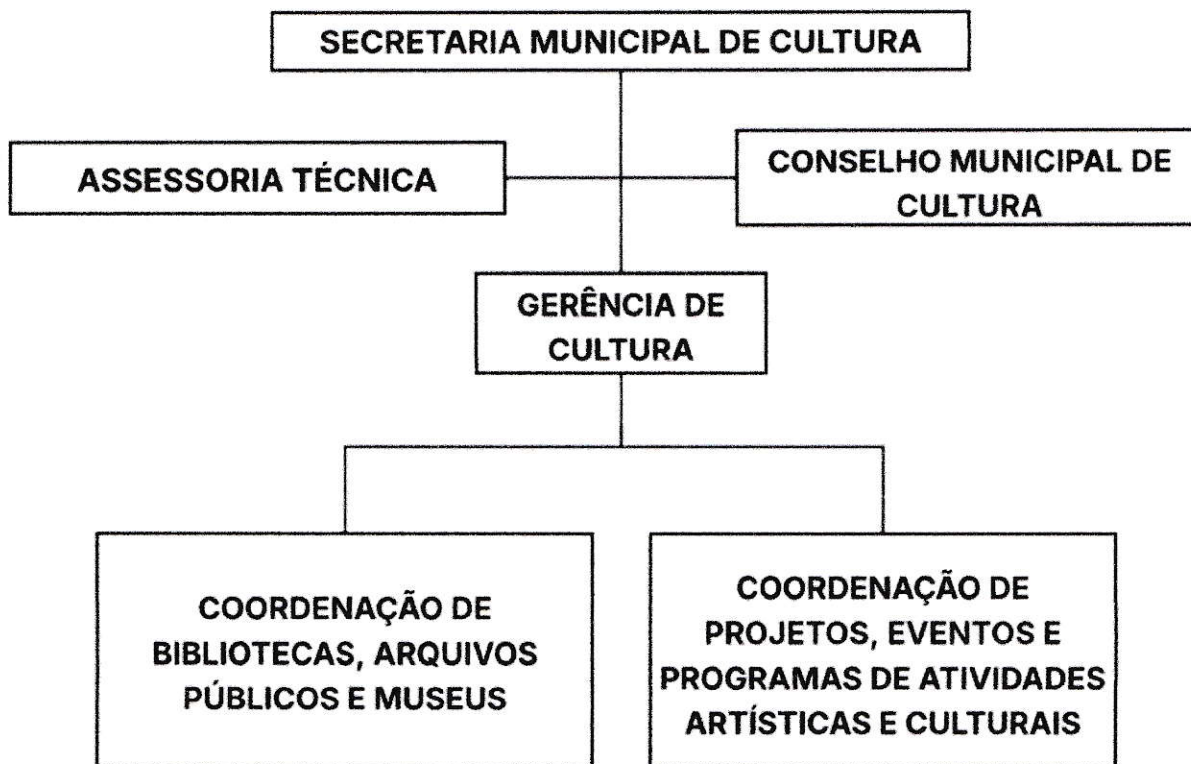 SECRETARIA MUNICIPAL DE CULTURA
ASSESSORIA TÉCNICA
CONSELHO MUNICIPAL DE
CULTURA
GERÊNCIA DE
CULTURA
COORDENAÇÃO DE
BIBLIOTECAS, ARQUIVOS
PÚBLICOS E MUSEUS
COORDENAÇÃO DE
PROJETOS, EVENTOS E
PROGRAMAS DE ATIVIDADES
ARTÍSTICAS E CULTURAIS